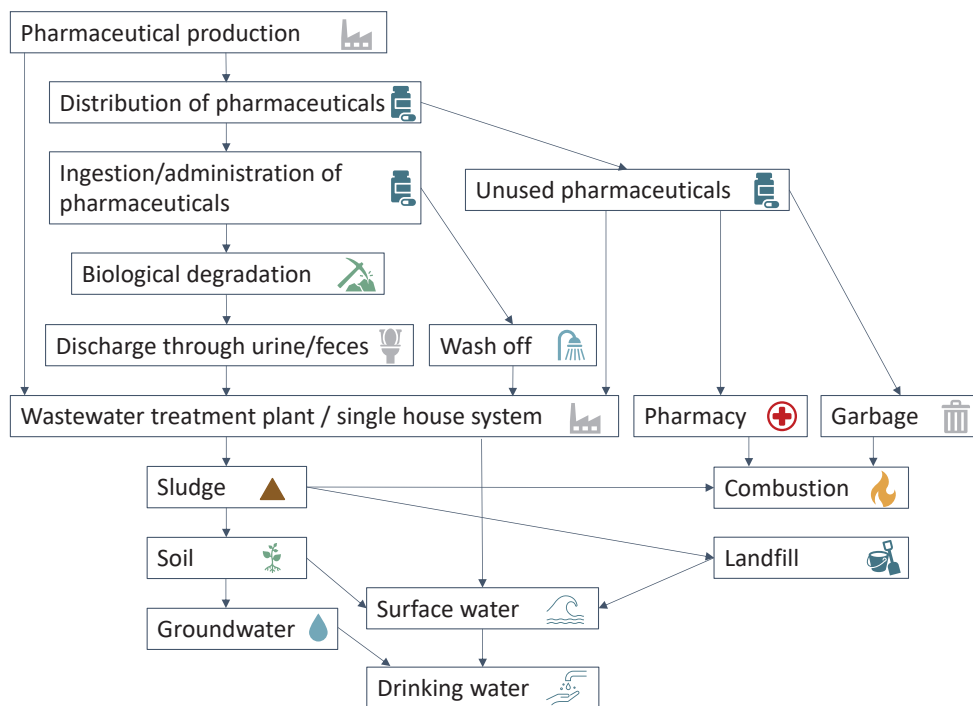 Pharmaceutical production
Distribution of pharmaceuticals
Ingestion/administration of
pharmaceuticals
Unused pharmaceuticals
Biological degradation
Discharge through urine/feces
Wash off
Wastewater treatment plant / single house system
Pharmacy
Garbage
Sludge
Combustion
Soil
Landfill
Surface water
Groundwater
Drinking water